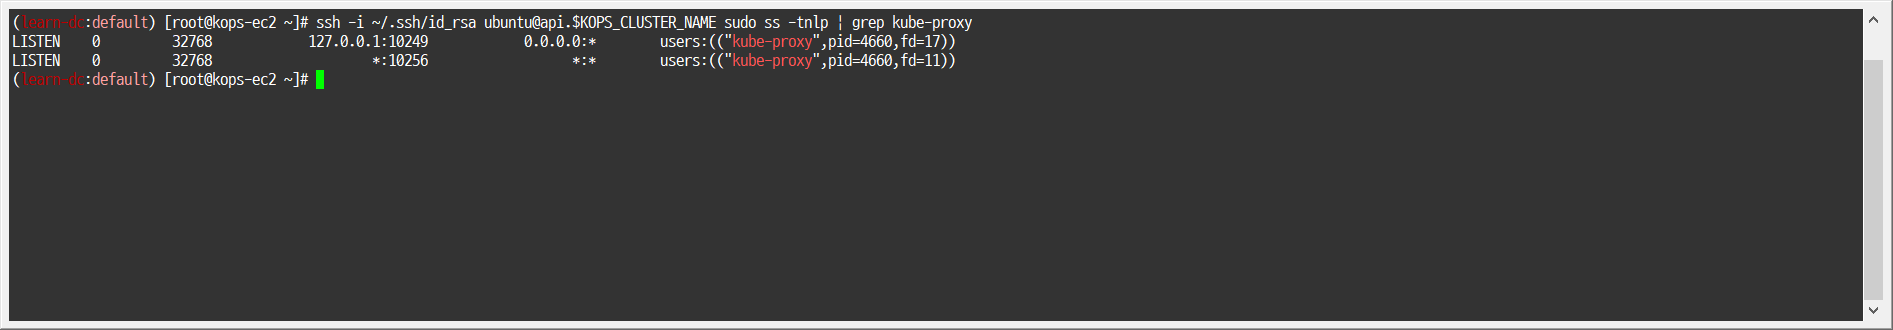 (learn-dc:default) [root@kops-ec2 ~]# ssh -i ~/.ssh/id_rsa ubuntu@api.$KOPS_CLUSTER_NAME sudo ss -tnlp | grep kube-proxy
LISTEN    0         32768            127.0.0.1:10249            0.0.0.0:*        users:(("kube-proxy",pid=4660,fd=17))
LISTEN    0         32768                    *:10256                  *:*        users:(("kube-proxy",pid=4660,fd=11))
(learn-dc:default) [root@kops-ec2 ~]#